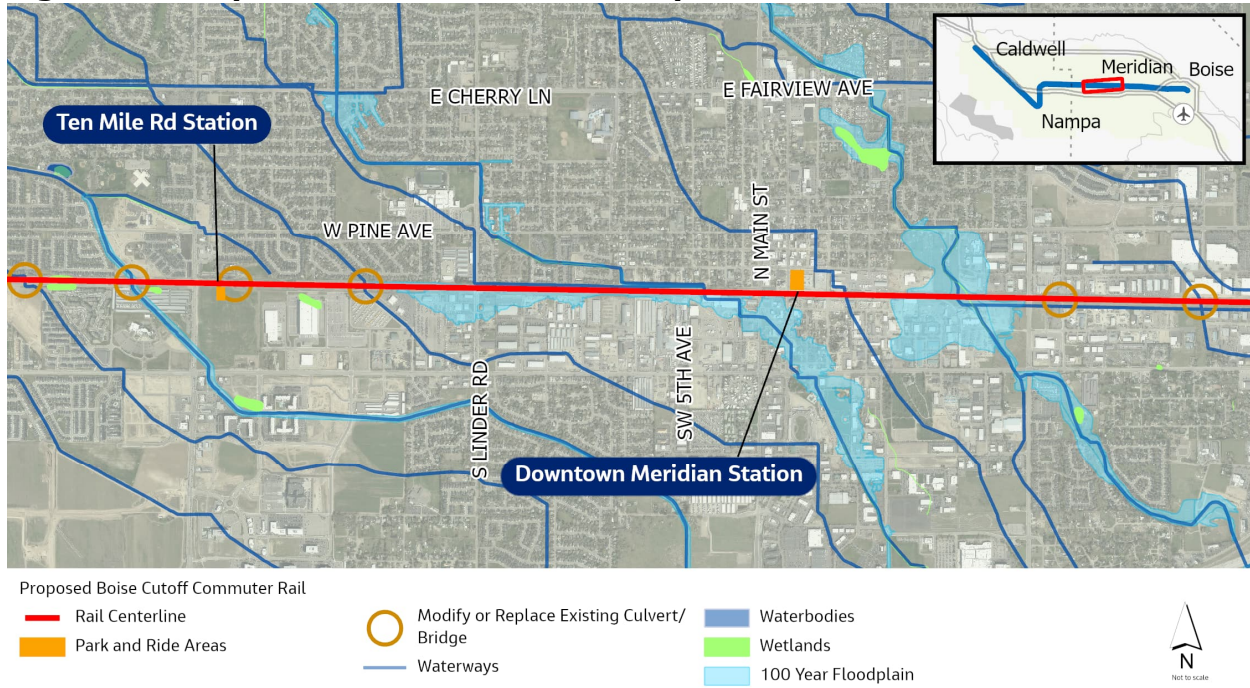 Caldwell
Meridian
Boise
Nampa
E CHERRY LN
E FAIRVIEW AVE
Ten Mile Rd Station
W PINE AVE
N MAIN ST
S LINDER RD
SW 5TH AVE
Downtown Meridian Station
Proposed Boise Cutoff Commuter Rail
Rail Centerline
Park and Ride Areas
Modify or Replace Existing Culvert/
Bridge
Waterways
Waterbodies
Wetlands
100 Year Floodplain
N
Not to scale